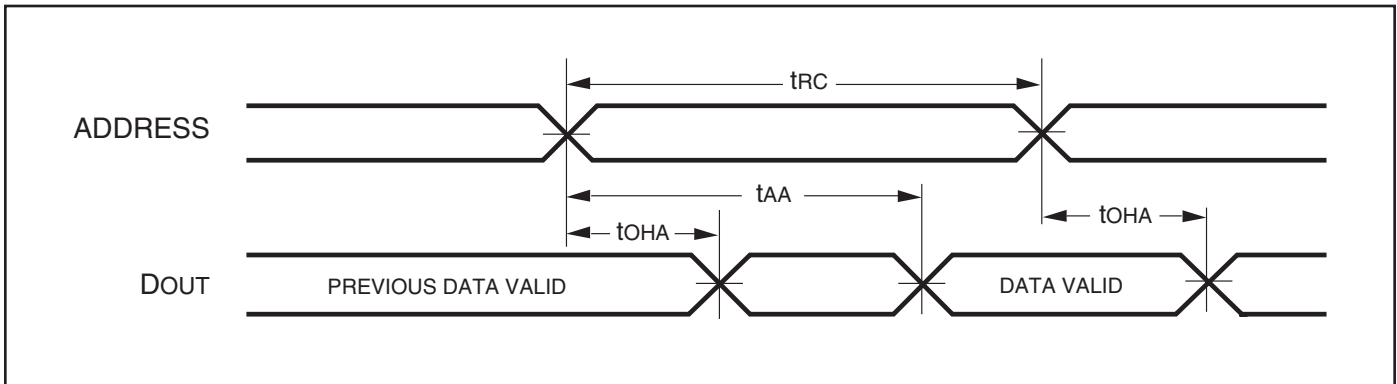 tRC
ADDRESS
tAA
tOHA
tOHA
DOUT
PREVIOUS DATA VALID
DATA VALID